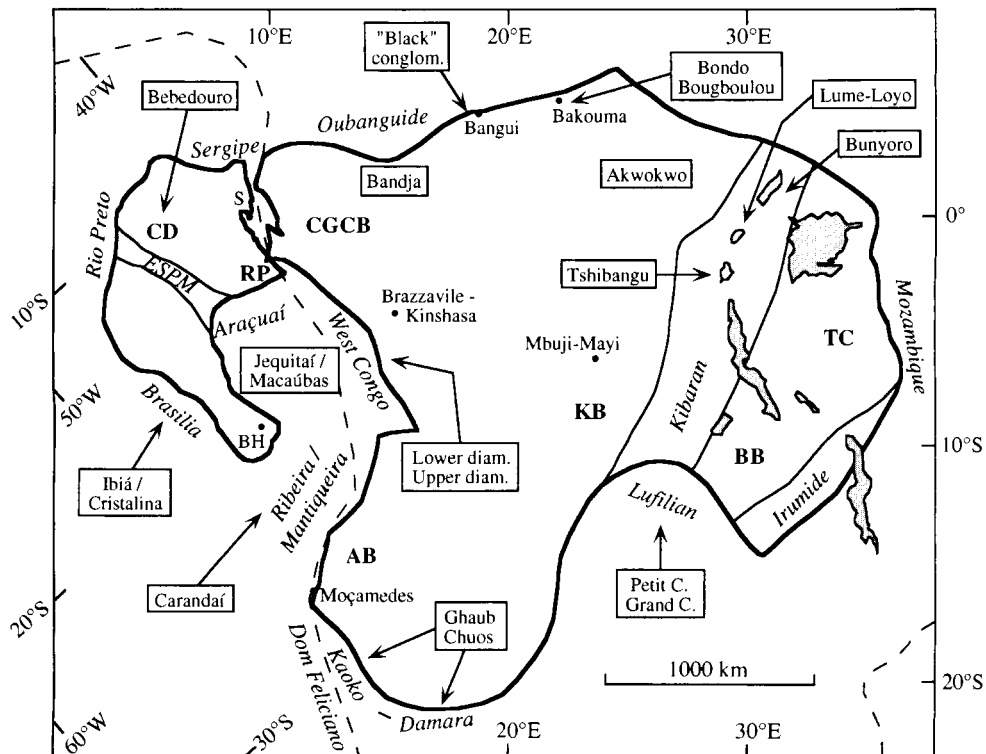 10°E
20°E
30°E
40°W
"Black"
conglom.
Bondo
Bougboulou
Bebedouro
Lume-Loyo
Oubanguide
Bangui
Bakouma
Bunyoro
Sergipe
Bandja
Akwokwo
S
0°
CD
CGCB
Rio Preto
ESPM
RP
Tshibangu
10°S
Araçuaí
Brazzavile -
Kinshasa
Mozambique
West Congo
Mbuji-Mayi
TC
Jequitaí /
Macaúbas
Kibaran
50°W
Brasília
KB
BH
Lower diam.
Upper diam.
BB
10°S
Ibiá /
Cristalina
Ribeira /
Mantiqueira
Lufilian
Irumide
AB
Carandaí
Moçamedes
Petit C.
Grand C.
20°S
Ghaub
Chuos
Kaoko
Dom Feliciano
1000 km
20°S
Damara
60°W
30°S
20°E
30°E